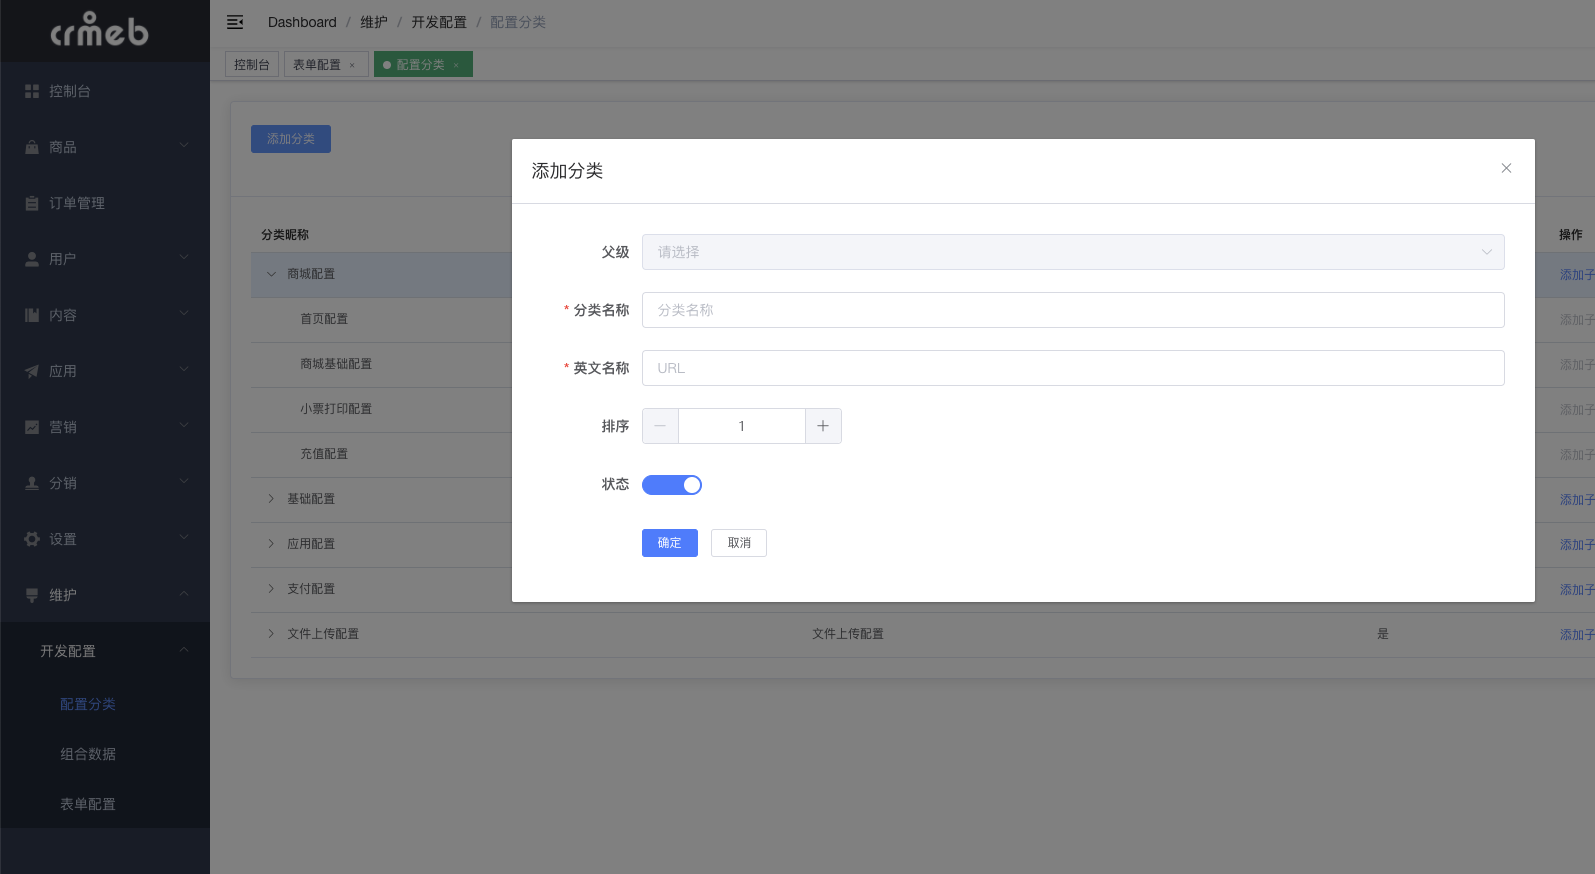 crmeb
Dashboard / 维护 / 开发配置 / 配置分类
控制台 表单配置 × 配置分类 ×
控制台
商品
订单管理
用户
内容
应用
营销
分销
设置
维护
开发配置
配置分类
组合数据
表单配置
添加分类
分类昵称 操作
商城配置 添加子
首页配置 添加子
商城基础配置 添加子
小票打印配置 添加子
充值配置 添加子
基础配置 添加子
应用配置 添加子
支付配置 添加子
文件上传配置 文件上传配置 是 添加子
添加分类
父级 请选择
* 分类名称 分类名称
* 英文名称 URL
排序 1
状态
确定 取消